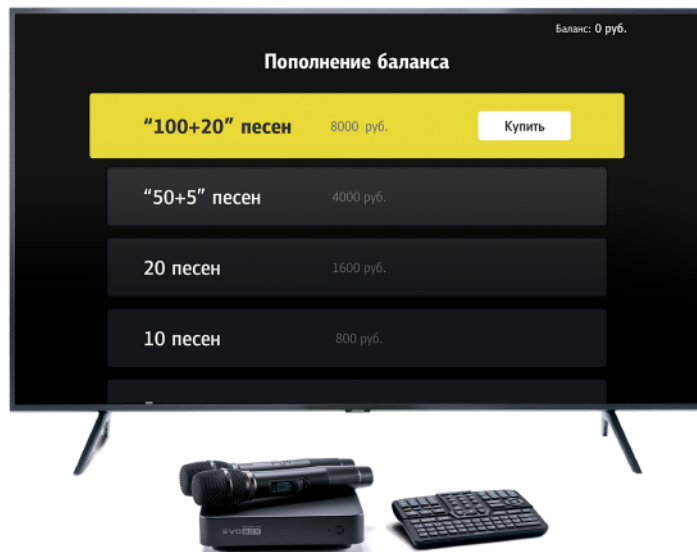 Баланс: 0 руб.
Пополнение баланса
“100+20” песен 8000 руб. Купить
“50+5” песен 4000 руб.
20 песен 1600 руб.
10 песен 800 руб.
EVOBOX